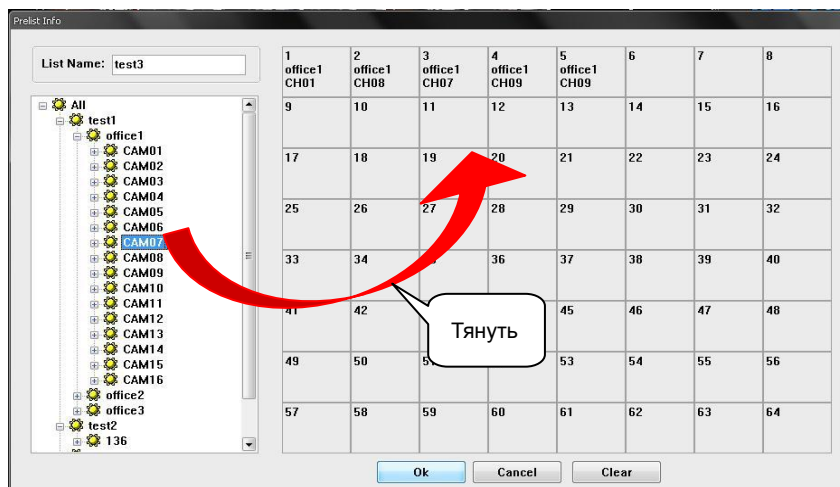 Prelist Info
List Name: test3
All
test1
office1
CAM01
CAM02
CAM03
CAM04
CAM05
CAM06
CAM07
CAM08
CAM09
CAM10
CAM11
CAM12
CAM13
CAM14
CAM15
CAM16
office2
office3
test2
136
1 2 3 4 5 6 7 8
office1 office1 office1 office1 office1
CH01 CH08 CH07 CH09 CH09
9 10 11 12 13 14 15 16
17 18 19 20 21 22 23 24
25 26 27 28 29 30 31 32
33 34 36 37 38 39 40
41 42 45 46 47 48
Тянуть
49 50 53 54 55 56
57 58 59 60 61 62 63 64
Ok Cancel Clear